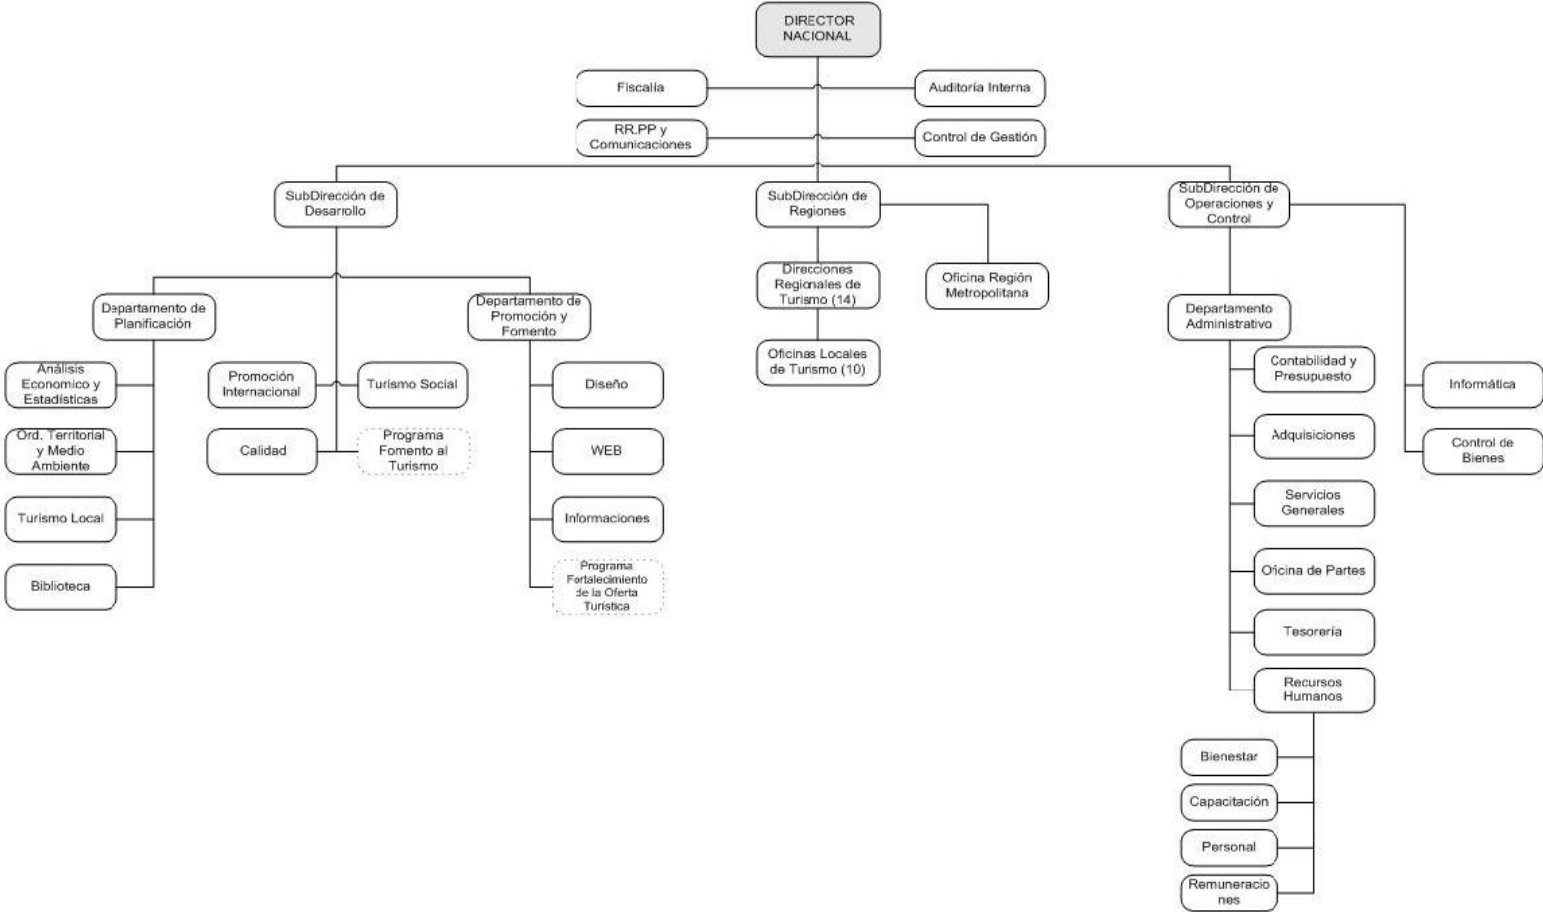 DIRECTOR
NACIONAL
Fiscalía
Auditoría Interna
RR.PP y
Comunicaciones
Control de Gestión
SubDirección de
Desarrollo
SubDirección de
Regiones
SubDirección de
Operaciones y
Control
Departamento de
Planificación
Departamento de
Promoción y
Fomento
Direcciones
Regionales de
Turismo (14)
Oficina Región
Metropolitana
Departamento
Administrativo
Análisis
Economico y
Estadísticas
Ord. Territorial
y Medio
Ambiente
Turismo Local
Biblioteca
Promoción
Internacional
Turismo Social
Calidad
Programa
Fomento al
Turismo
Diseño
WEB
Informaciones
Programa
Fortalecimiento
de la Oferta
Turística
Oficinas Locales
de Turismo (10)
Contabilidad y
Presupuesto
Adquisiciones
Servicios
Generales
Oficina de Partes
Tesorería
Recursos
Humanos
Informática
Control de
Bienes
Bienestar
Capacitación
Personal
Remuneracio
nes